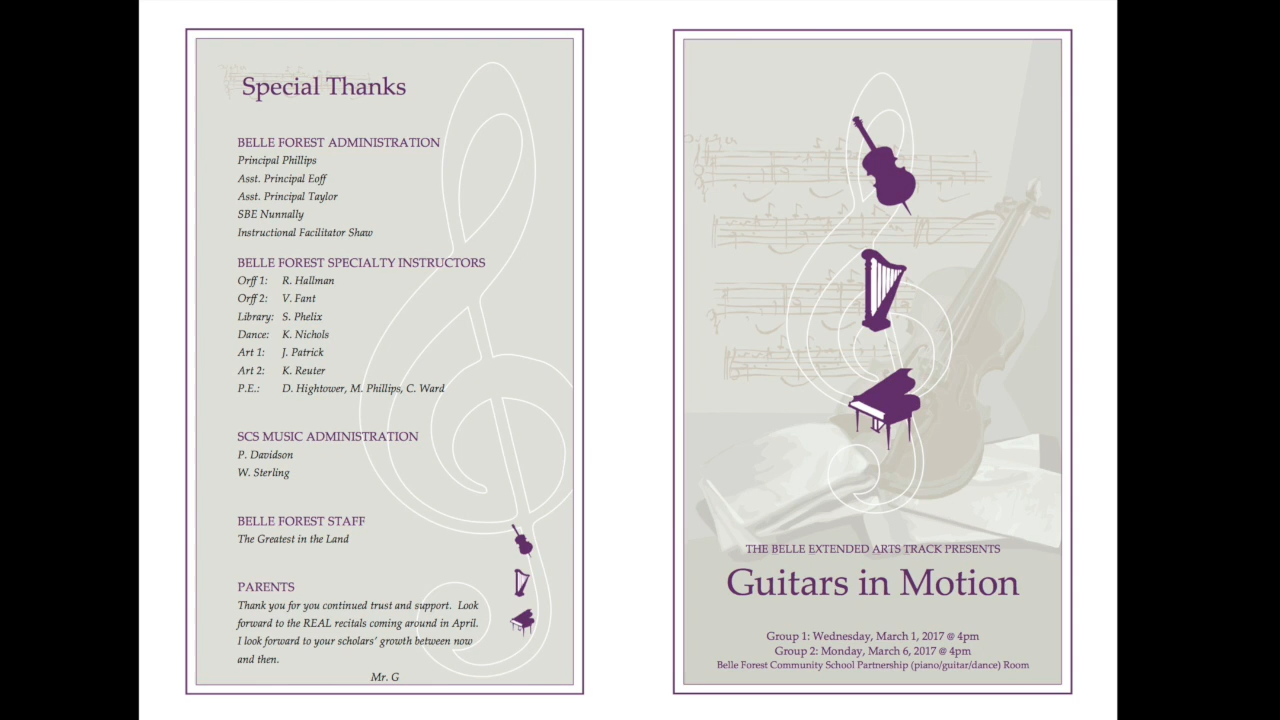 Special Thanks
BELLE FOREST ADMINISTRATION
Principal Phillips
Asst. Principal Eoff
Asst. Principal Taylor
SBE Nunnally
Instructional Facilitator Shaw
BELLE FOREST SPECIALTY INSTRUCTORS
Orff 1: R. Hallman
Orff 2: V. Fant
Library: S. Phelix
Dance: K. Nichols
Art 1: J. Patrick
Art 2: K. Reuter
P.E.: D. Hightower, M. Phillips, C. Ward
SCS MUSIC ADMINISTRATION
P. Davidson
W. Sterling
BELLE FOREST STAFF
The Greatest in the Land
PARENTS
Thank you for you continued trust and support. Look
forward to the REAL recitals coming around in April.
I look forward to your scholars' growth between now
and then.
Mr. G
THE BELLE EXTENDED ARTS TRACK PRESENTS
Guitars in Motion
Group 1: Wednesday, March 1, 2017 @ 4pm
Group 2: Monday, March 6, 2017 @ 4pm
Belle Forest Community School Partnership (piano/guitar/dance) Room